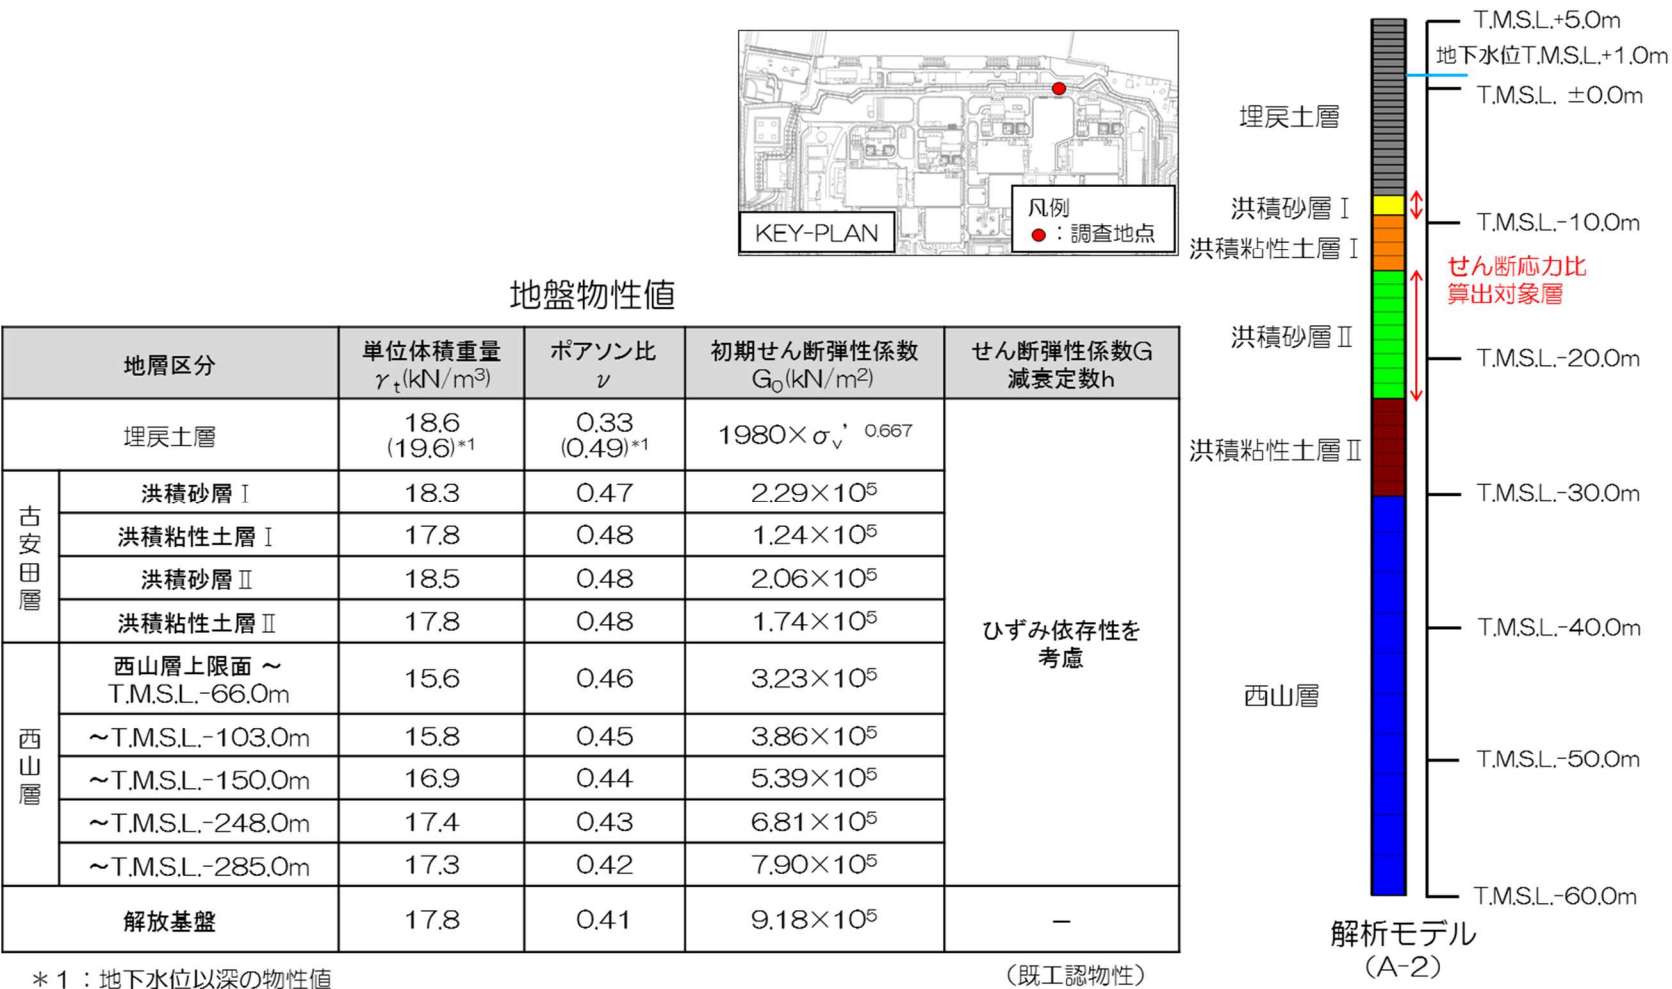 KEY-PLAN
凡例
●：調査地点
地盤物性値
地層区分
単位体積重量
γt(kN/m³)
ポアソン比
ν
初期せん断弾性係数
G₀(kN/m²)
せん断弾性係数G
減衰定数h
埋戻土層
18.6
(19.6)*1
0.33
(0.49)*1
1980×σv' 0.667
ひずみ依存性を
考慮
古安田層
洪積砂層Ⅰ
18.3
0.47
2.29×10⁵
洪積粘性土層Ⅰ
17.8
0.48
1.24×10⁵
洪積砂層Ⅱ
18.5
0.48
2.06×10⁵
洪積粘性土層Ⅱ
17.8
0.48
1.74×10⁵
西山層
西山層上限面 ～
T.M.S.L.-66.0m
15.6
0.46
3.23×10⁵
～T.M.S.L.-103.0m
15.8
0.45
3.86×10⁵
～T.M.S.L.-150.0m
16.9
0.44
5.39×10⁵
～T.M.S.L.-248.0m
17.4
0.43
6.81×10⁵
～T.M.S.L.-285.0m
17.3
0.42
7.90×10⁵
解放基盤
17.8
0.41
9.18×10⁵
－
＊1：地下水位以深の物性値
（既工認物性）
T.M.S.L.+5.0m
地下水位T.M.S.L.+1.0m
T.M.S.L. ±0.0m
埋戻土層
洪積砂層Ⅰ
T.M.S.L.-10.0m
洪積粘性土層Ⅰ
せん断応力比
算出対象層
洪積砂層Ⅱ
T.M.S.L.-20.0m
洪積粘性土層Ⅱ
T.M.S.L.-30.0m
T.M.S.L.-40.0m
西山層
T.M.S.L.-50.0m
T.M.S.L.-60.0m
解析モデル
（A-2）